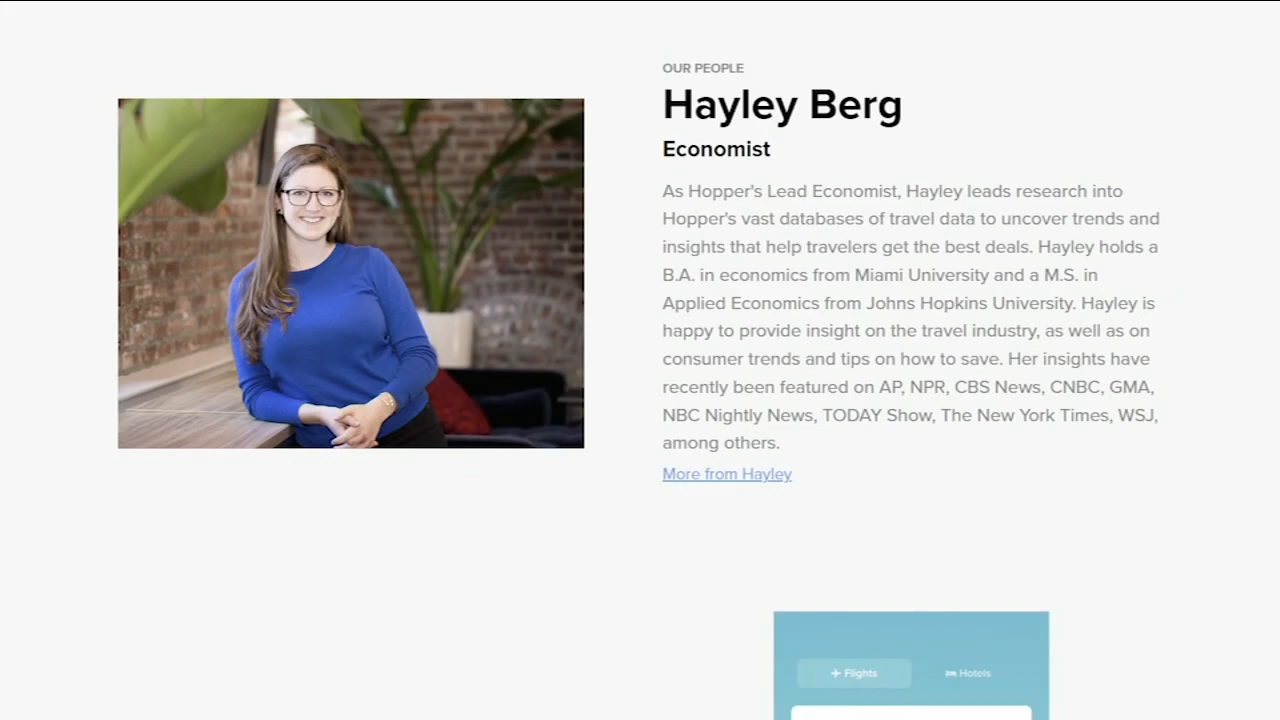 OUR PEOPLE
Hayley Berg
Economist
As Hopper's Lead Economist, Hayley leads research into
Hopper's vast databases of travel data to uncover trends and
insights that help travelers get the best deals. Hayley holds a
B.A. in economics from Miami University and a M.S. in
Applied Economics from Johns Hopkins University. Hayley is
happy to provide insight on the travel industry, as well as on
consumer trends and tips on how to save. Her insights have
recently been featured on AP, NPR, CBS News, CNBC, GMA,
NBC Nightly News, TODAY Show, The New York Times, WSJ,
among others.
More from Hayley
Flights
Hotels